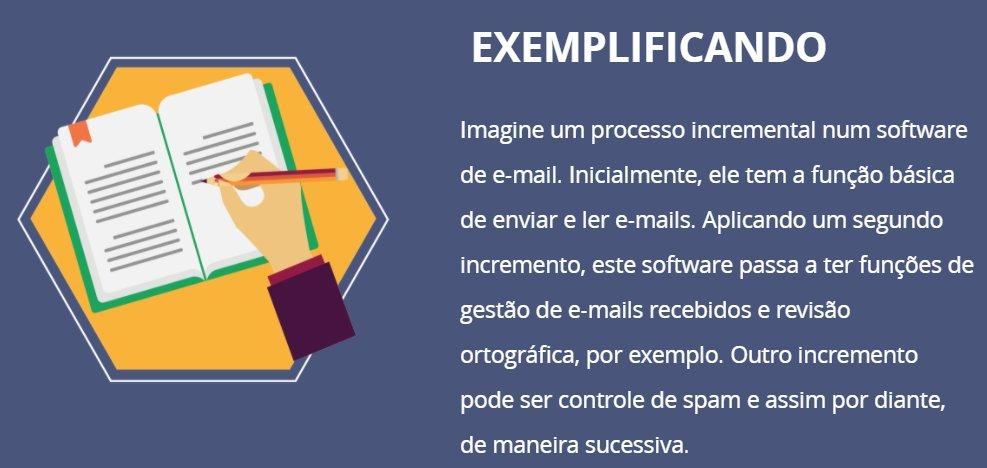 EXEMPLIFICANDO
Imagine um processo incremental num software
de e-mail. Inicialmente, ele tem a função básica
de enviar e ler e-mails. Aplicando um segundo
incremento, este software passa a ter funções de
gestão de e-mails recebidos e revisão
ortográfica, por exemplo. Outro incremento
pode ser controle de spam e assim por diante,
de maneira sucessiva.